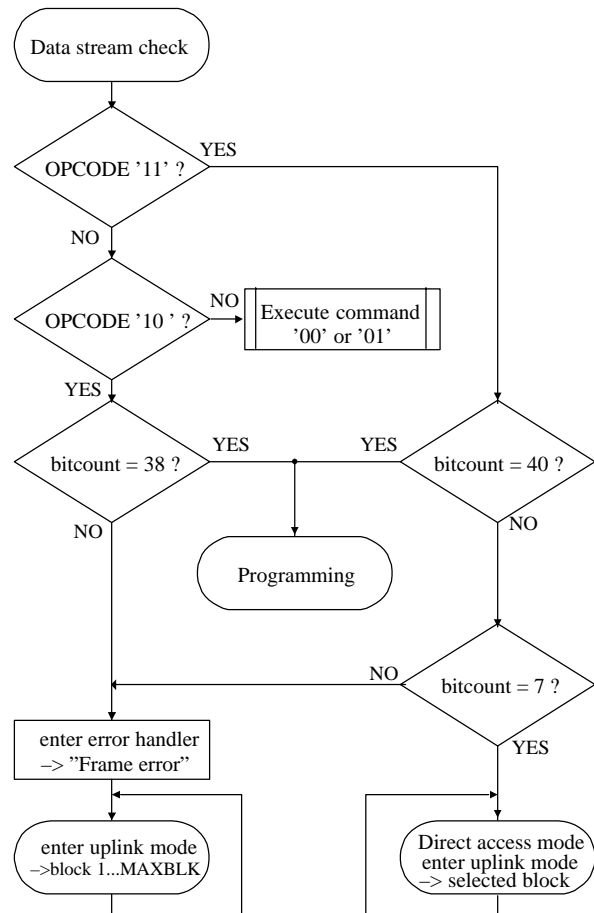 Data stream check
OPCODE ’11’ ?
YES
NO
OPCODE ’10 ’ ?
NO
Execute command
’00’ or ’01’
YES
bitcount = 38 ?
YES
YES
bitcount = 40 ?
NO
NO
Programming
NO
bitcount = 7 ?
YES
enter error handler
–> ”Frame error”
enter uplink mode
–>block 1...MAXBLK
Direct access mode
enter uplink mode
–> selected block